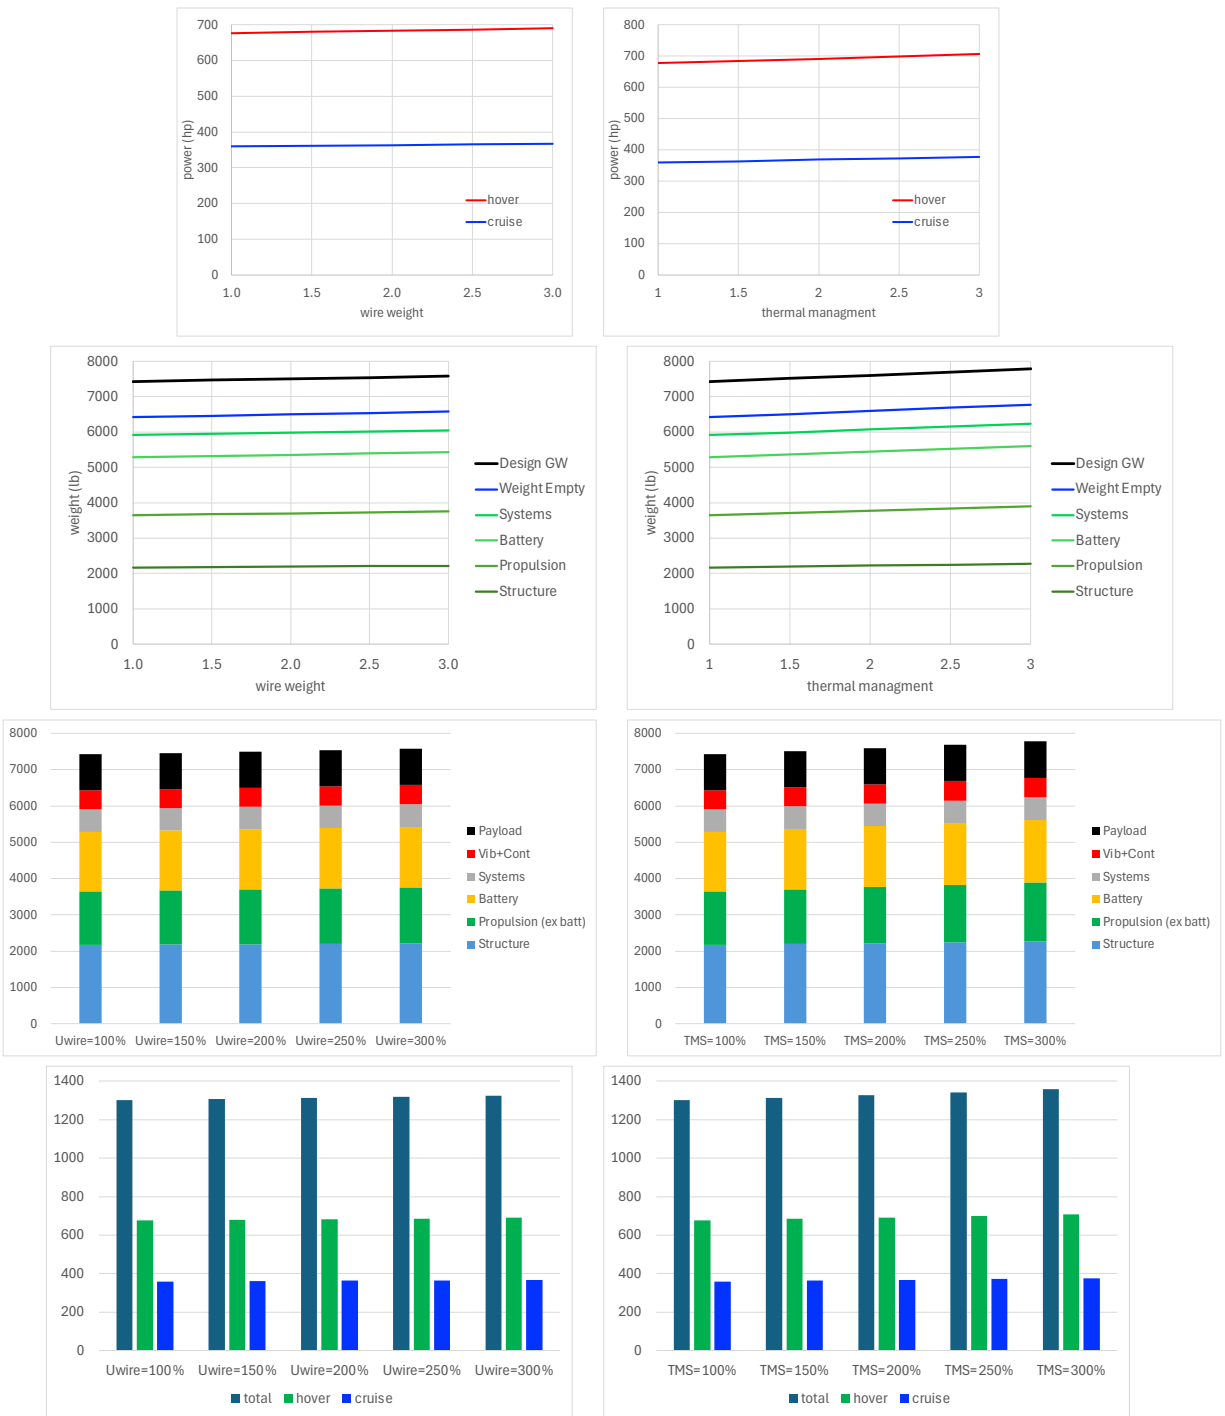 700
600
500
400
300
200
100
0
power (hp)
hover
cruise
1.0 1.5 2.0 2.5 3.0
wire weight
800
700
600
500
400
300
200
100
0
power (hp)
hover
cruise
1 1.5 2 2.5 3
thermal managment
8000
7000
6000
5000
4000
3000
2000
1000
0
weight (lb)
Design GW
Weight Empty
Systems
Battery
Propulsion
Structure
1.0 1.5 2.0 2.5 3.0
wire weight
8000
7000
6000
5000
4000
3000
2000
1000
0
weight (lb)
Design GW
Weight Empty
Systems
Battery
Propulsion
Structure
1 1.5 2 2.5 3
thermal managment
8000
7000
6000
5000
4000
3000
2000
1000
0
Payload
Vib+Cont
Systems
Battery
Propulsion (ex batt)
Structure
Uwire=100% Uwire=150% Uwire=200% Uwire=250% Uwire=300%
8000
7000
6000
5000
4000
3000
2000
1000
0
Payload
Vib+Cont
Systems
Battery
Propulsion (ex batt)
Structure
TMS=100% TMS=150% TMS=200% TMS=250% TMS=300%
1400
1200
1000
800
600
400
200
0
Uwire=100% Uwire=150% Uwire=200% Uwire=250% Uwire=300%
total hover cruise
1400
1200
1000
800
600
400
200
0
TMS=100% TMS=150% TMS=200% TMS=250% TMS=300%
total hover cruise